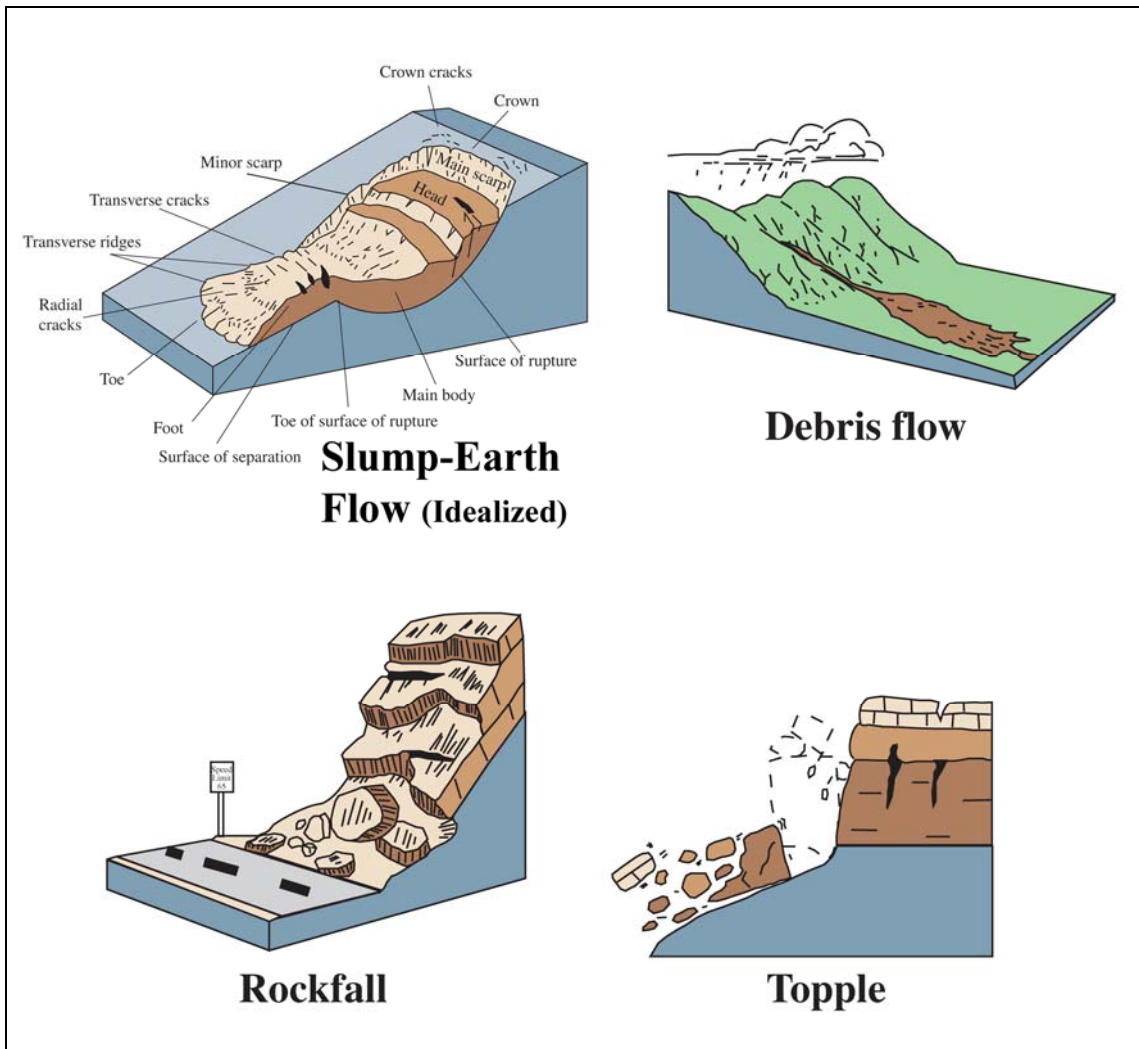 Crown cracks
Crown
Minor scarp
Main scarp
Head
Transverse cracks
Transverse ridges
Radial
cracks
Toe
Surface of rupture
Main body
Foot
Toe of surface of rupture
Surface of separation
Slump-Earth
Flow (Idealized)
Debris flow
Speed
Limit
65
Rockfall
Topple